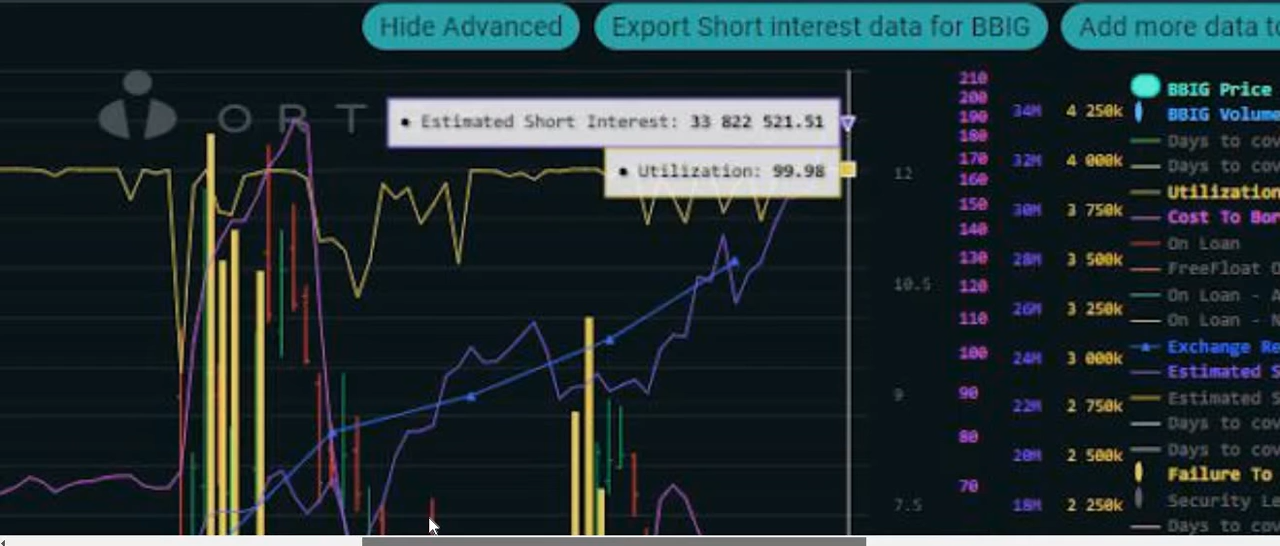 Hide Advanced
Export Short interest data for BBIG
Add more data to
ORT
• Estimated Short Interest: 33 822 521.51
• Utilization: 99.98
12
10.5
9
7.5
210
200
190
180
170
160
150
140
130
120
110
100
90
80
70
34M
32M
30M
28M
26M
24M
22M
20M
18M
4 250k
4 000k
3 750k
3 500k
3 250k
3 000k
2 750k
2 500k
2 250k
BBIG Price
BBIG Volume
Days to cov
Days to cov
Utilization
Cost To Bor
On Loan
FreeFloat O
On Loan - A
On Loan - N
Exchange Re
Estimated S
Estimated S
Days to cov
Days to cov
Failure To
Security Le
Days to cov